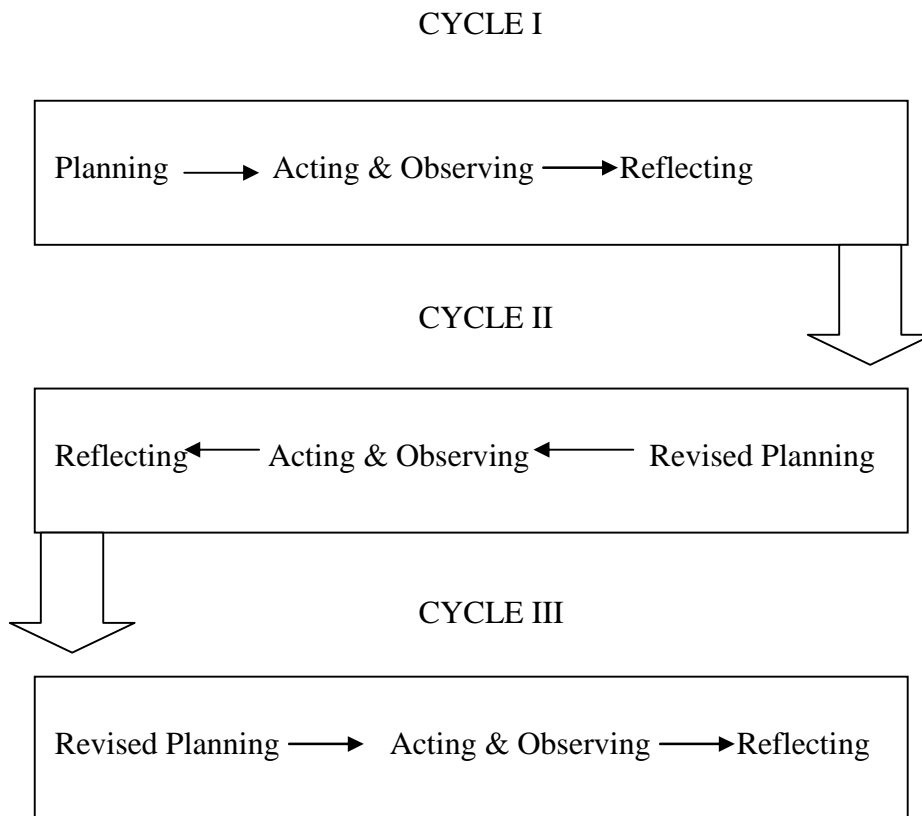 CYCLE I
Planning Acting & Observing Reflecting
CYCLE II
Reflecting Acting & Observing Revised Planning
CYCLE III
Revised Planning Acting & Observing Reflecting